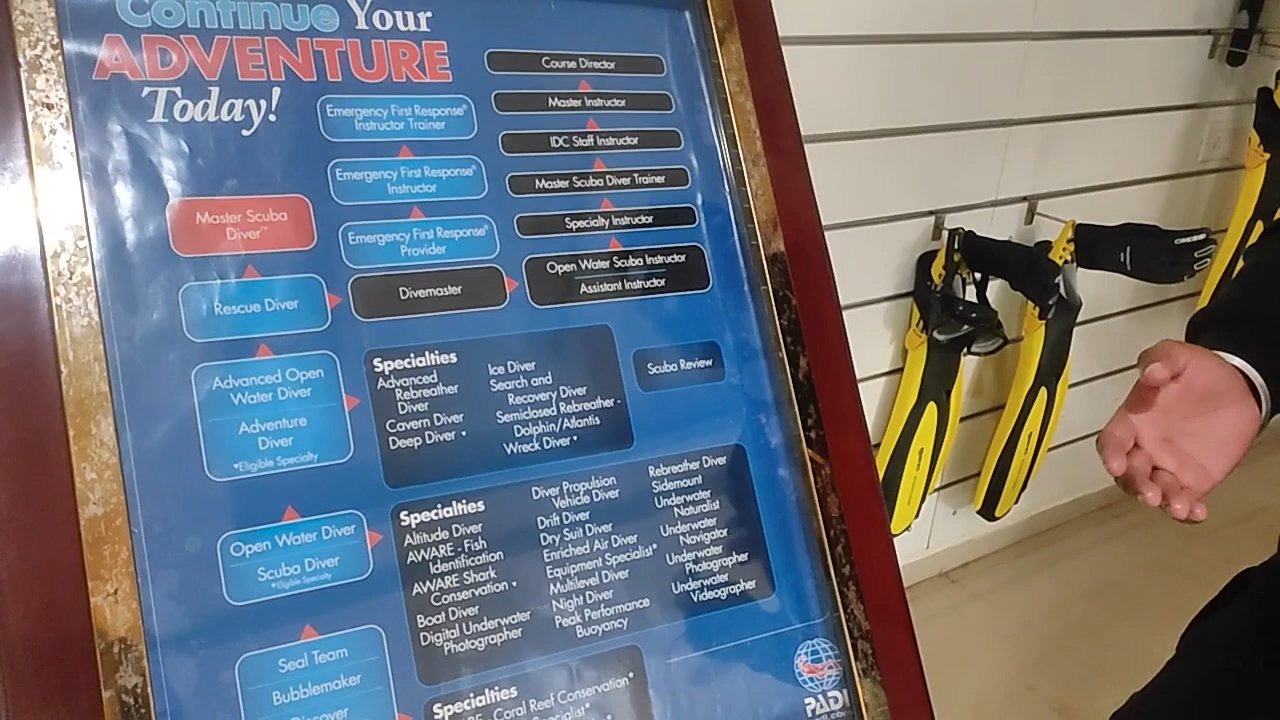 Continue Your
ADVENTURE
Today!
Course Director
Master Instructor
IDC Staff Instructor
Master Scuba Diver Trainer
Specialty Instructor
Open Water Scuba Instructor
Assistant Instructor
Emergency First Response®
Instructor Trainer
Emergency First Response®
Instructor
Emergency First Response®
Provider
Divemaster
Master Scuba
Diver™
Rescue Diver
Advanced Open
Water Diver
Adventure
Diver
▾Eligible Specialty
Specialties
Advanced
Rebreather
Diver
Cavern Diver
Deep Diver ▾
Ice Diver
Search and
Recovery Diver
Semiclosed Rebreather -
Dolphin/Atlantis
Wreck Diver ▾
Scuba Review
Open Water Diver
Scuba Diver
*Eligible Specialty
Specialties
Altitude Diver
AWARE - Fish
Identification
AWARE Shark
Conservation ▾
Boat Diver
Digital Underwater
Photographer
Diver Propulsion
Vehicle Diver
Drift Diver
Dry Suit Diver
Enriched Air Diver
Equipment Specialist*
Multilevel Diver
Night Diver
Peak Performance
Buoyancy
Rebreather Diver
Sidemount
Underwater
Naturalist
Underwater
Navigator
Underwater
Photographer
Underwater
Videographer
Seal Team
Bubblemaker
Discover
Specialties
Coral Reef Conservation*
PADI
CRESSI